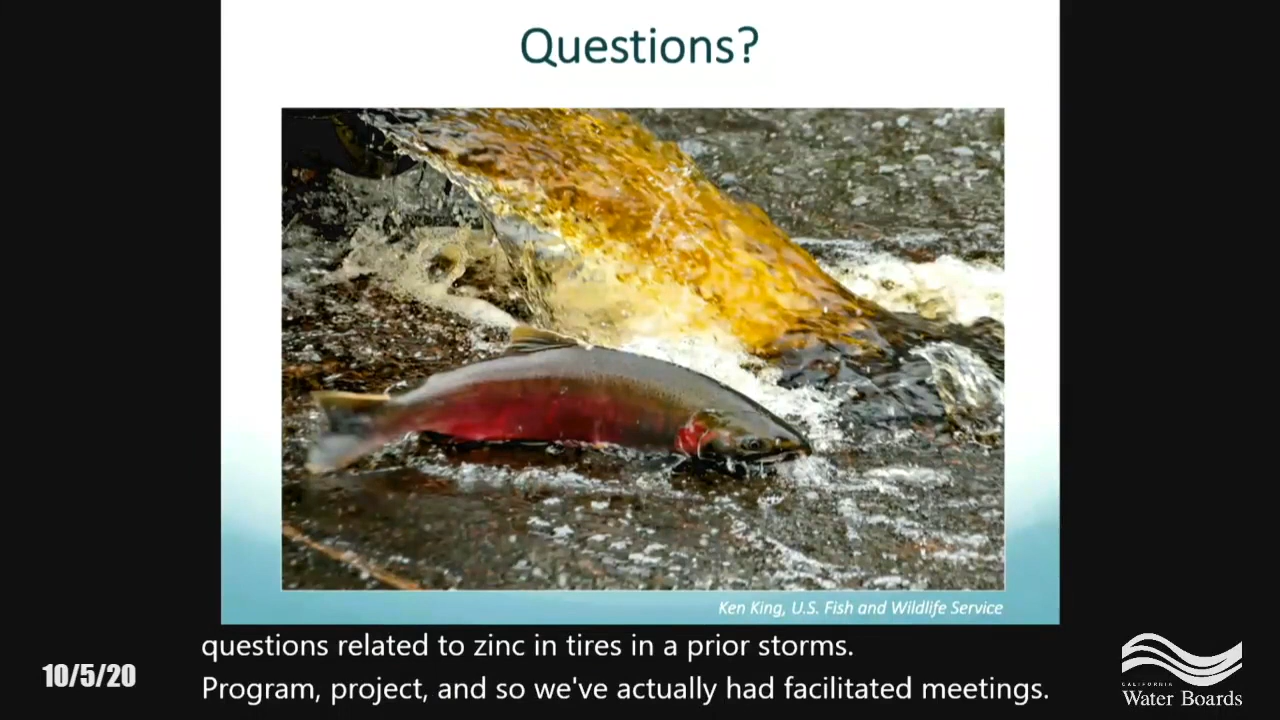 Questions?
Ken King, U.S. Fish and Wildlife Service
questions related to zinc in tires in a prior storms.
Program, project, and so we've actually had facilitated meetings.
10/5/20
CALIFORNIA
Water Boards